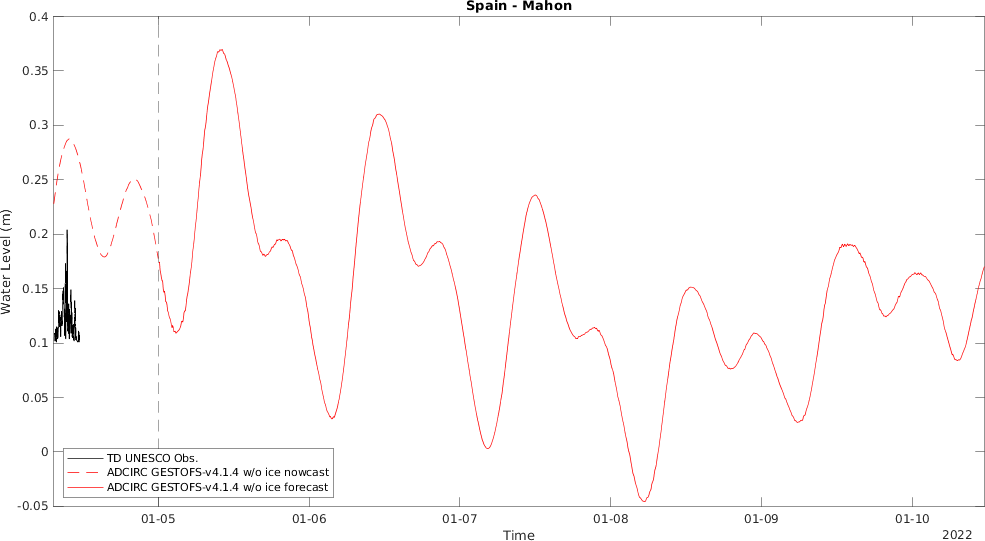 Spain - Mahon
0.4
0.35
0.3
0.25
0.2
0.15
0.1
0.05
0
-0.05
Water Level (m)
TD UNESCO Obs.
ADCIRC GESTOFS-v4.1.4 w/o ice nowcast
ADCIRC GESTOFS-v4.1.4 w/o ice forecast
01-05 01-06 01-07 01-08 01-09 01-10
Time
2022